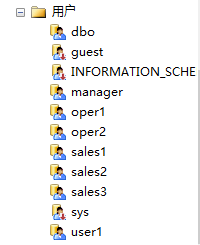 用户
dbo
guest
INFORMATION_SCHE
manager
oper1
oper2
sales1
sales2
sales3
sys
user1